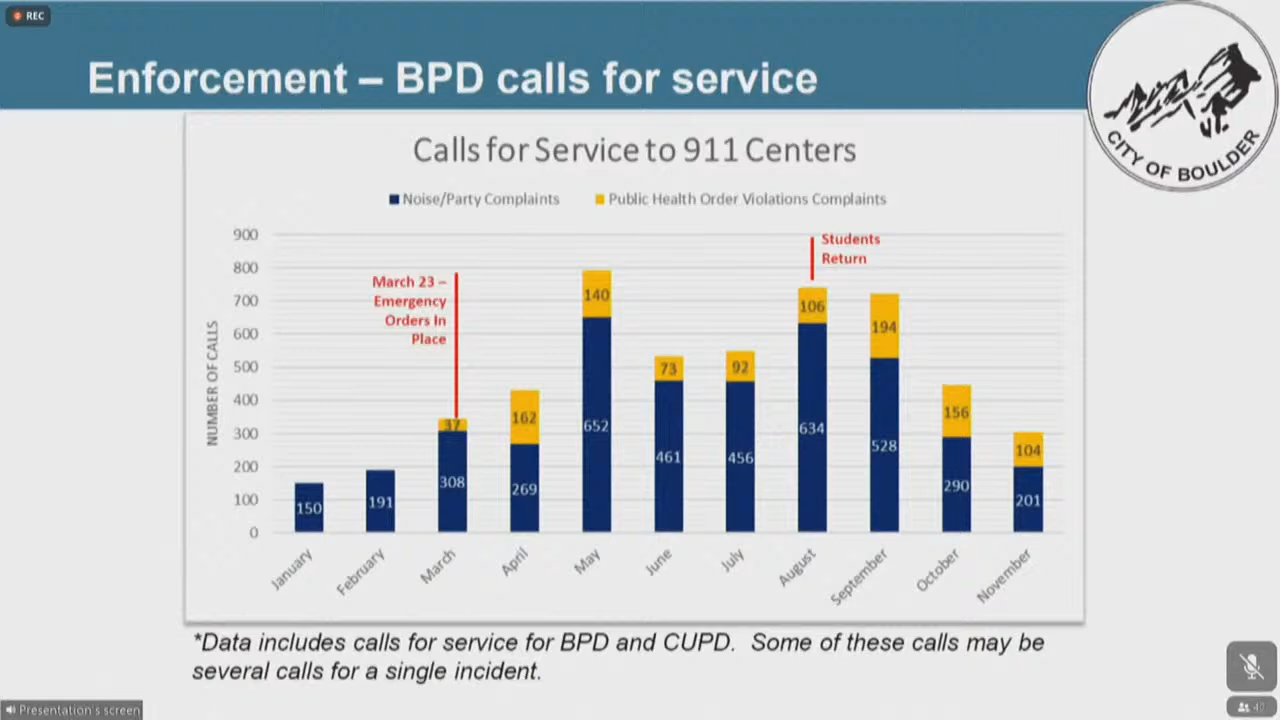 REC
Enforcement – BPD calls for service
CITY OF BOULDER
Calls for Service to 911 Centers
Noise/Party Complaints
Public Health Order Violations Complaints
NUMBER OF CALLS
900
800
700
600
500
400
300
200
100
0
March 23 –
Emergency
Orders In
Place
Students
Return
150
191
37
308
162
269
140
652
73
461
92
456
106
634
194
528
156
290
104
201
January
February
March
April
May
June
July
August
September
October
November
*Data includes calls for service for BPD and CUPD. Some of these calls may be
several calls for a single incident.
Presentation's screen